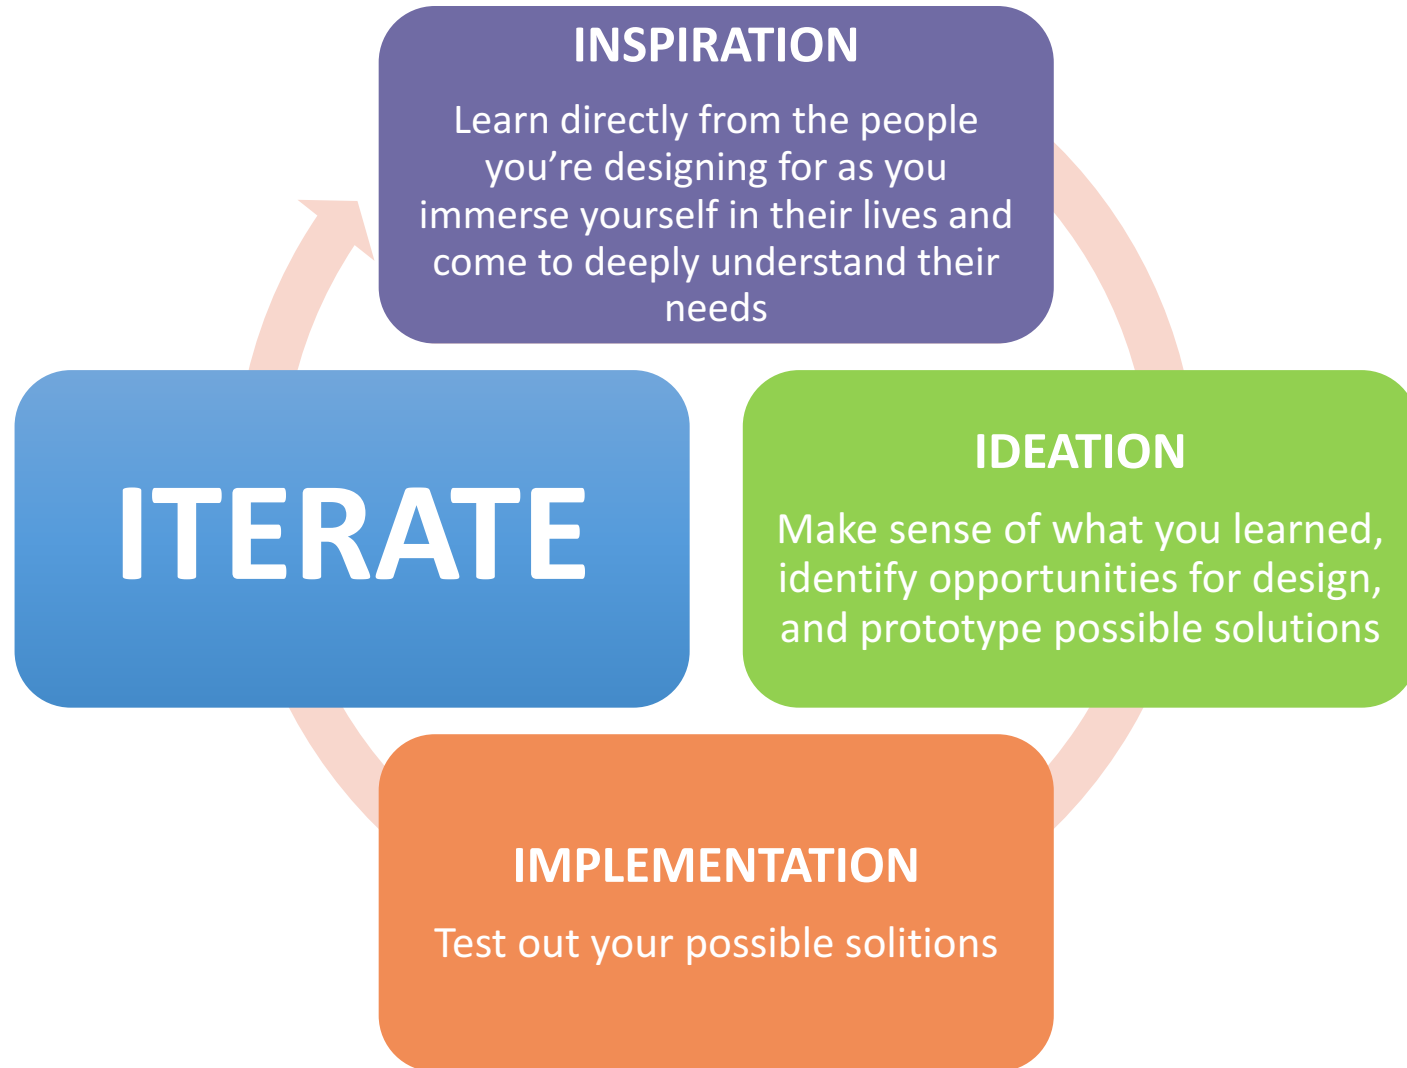 INSPIRATION
Learn directly from the people
you’re designing for as you
immerse yourself in their lives and
come to deeply understand their
needs
IDEATION
Make sense of what you learned,
identify opportunities for design,
and prototype possible solutions
IMPLEMENTATION
Test out your possible solitions
ITERATE